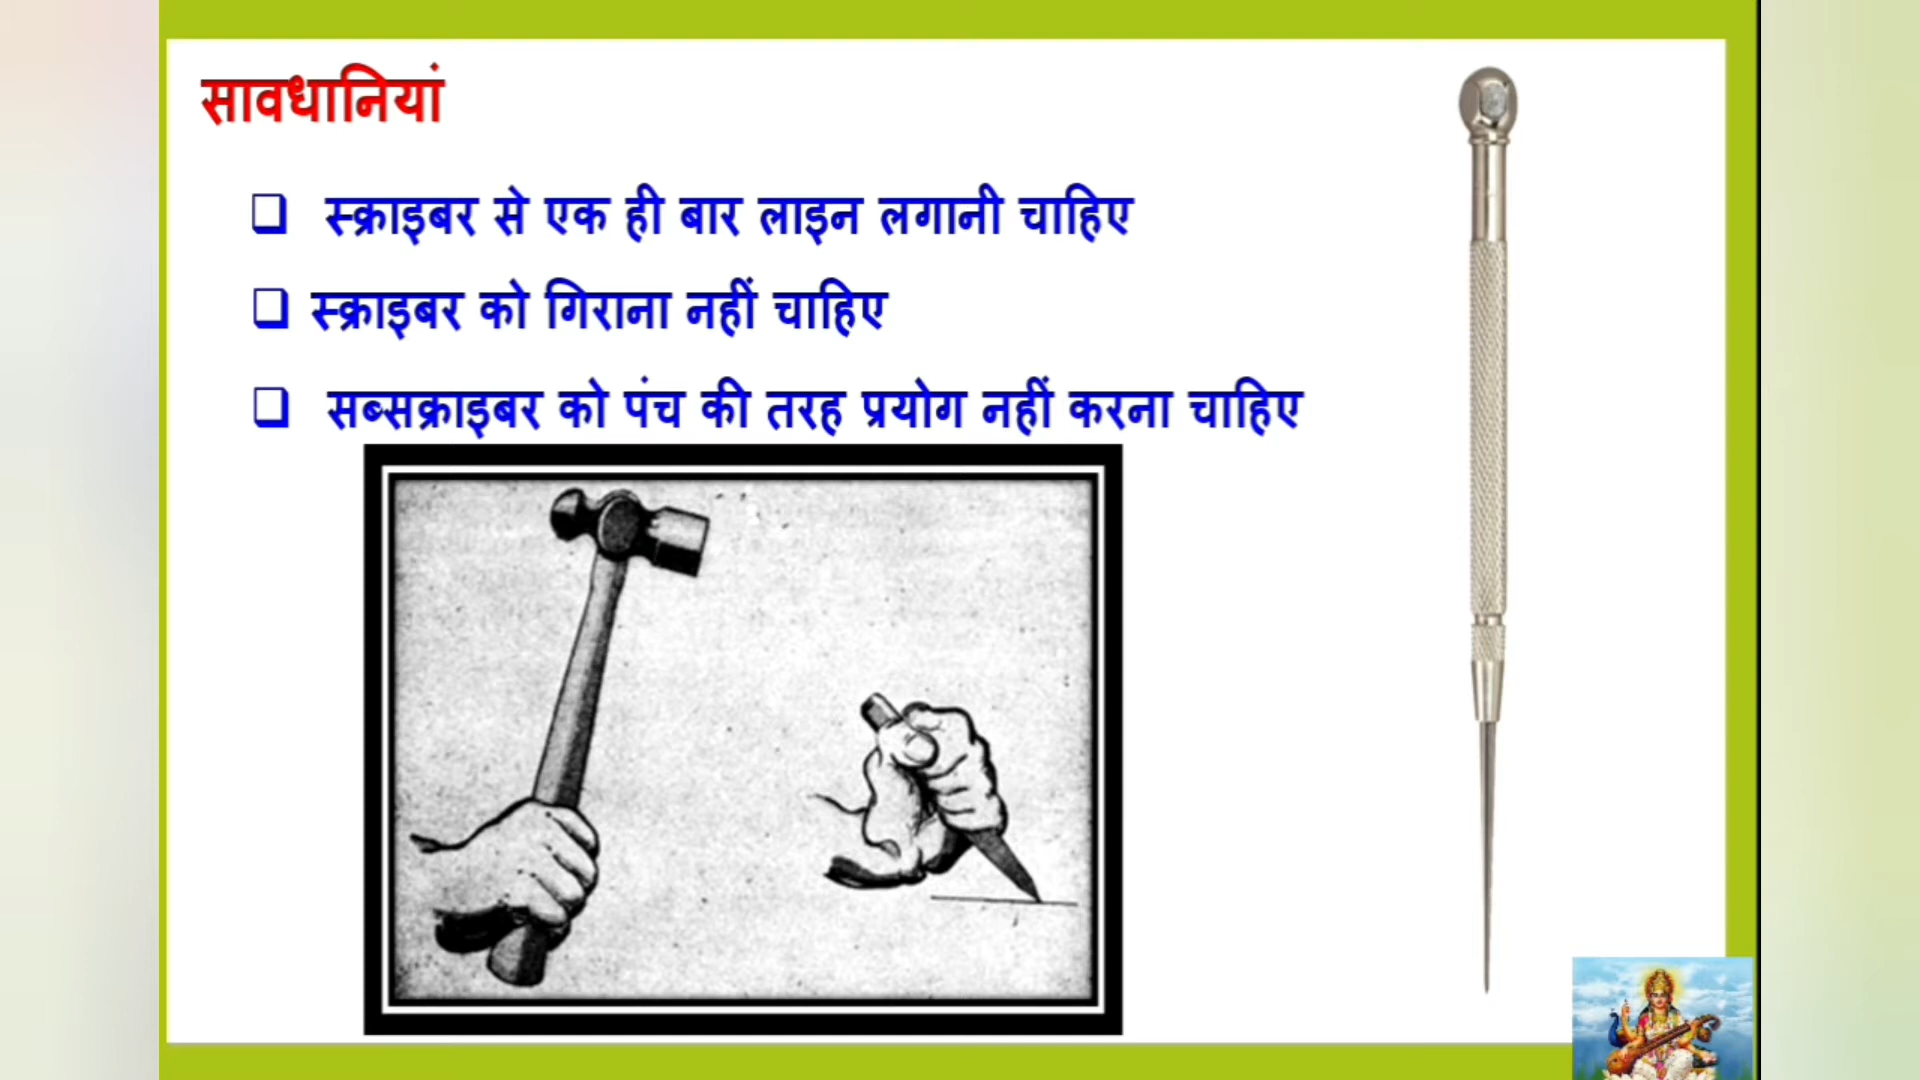 सावधानियां
स्क्राइबर से एक ही बार लाइन लगानी चाहिए
स्क्राइबर को गिराना नहीं चाहिए
सब्सक्राइबर को पंच की तरह प्रयोग नहीं करना चाहिए